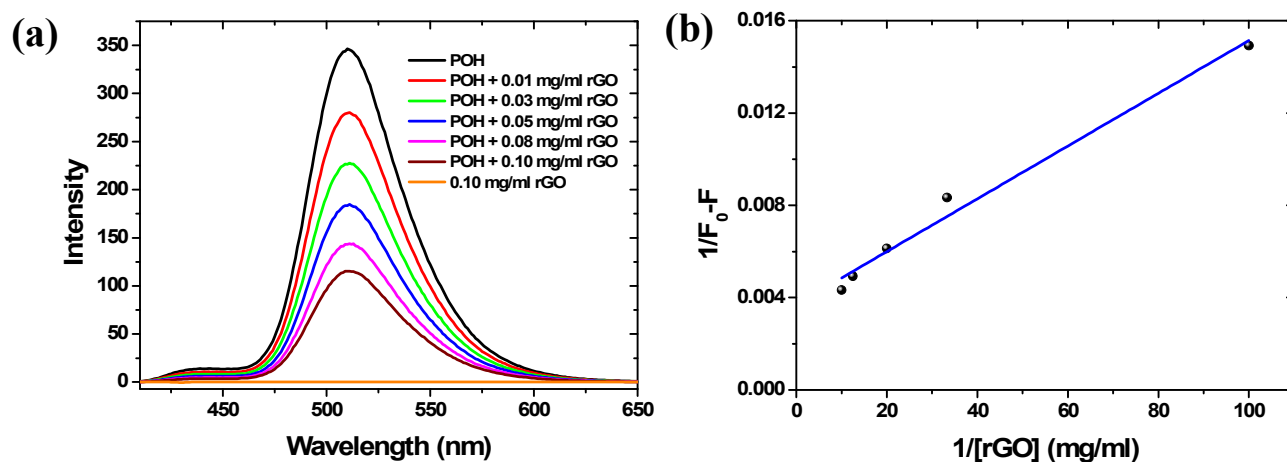 (a)
350
300
250
200
150
100
50
0
Intensity
POH
POH + 0.01 mg/ml rGO
POH + 0.03 mg/ml rGO
POH + 0.05 mg/ml rGO
POH + 0.08 mg/ml rGO
POH + 0.10 mg/ml rGO
0.10 mg/ml rGO
450 500 550 600 650
Wavelength (nm)
(b)
0.016
0.012
0.008
0.004
0.000
1/F₀-F
0 20 40 60 80 100
1/[rGO] (mg/ml)